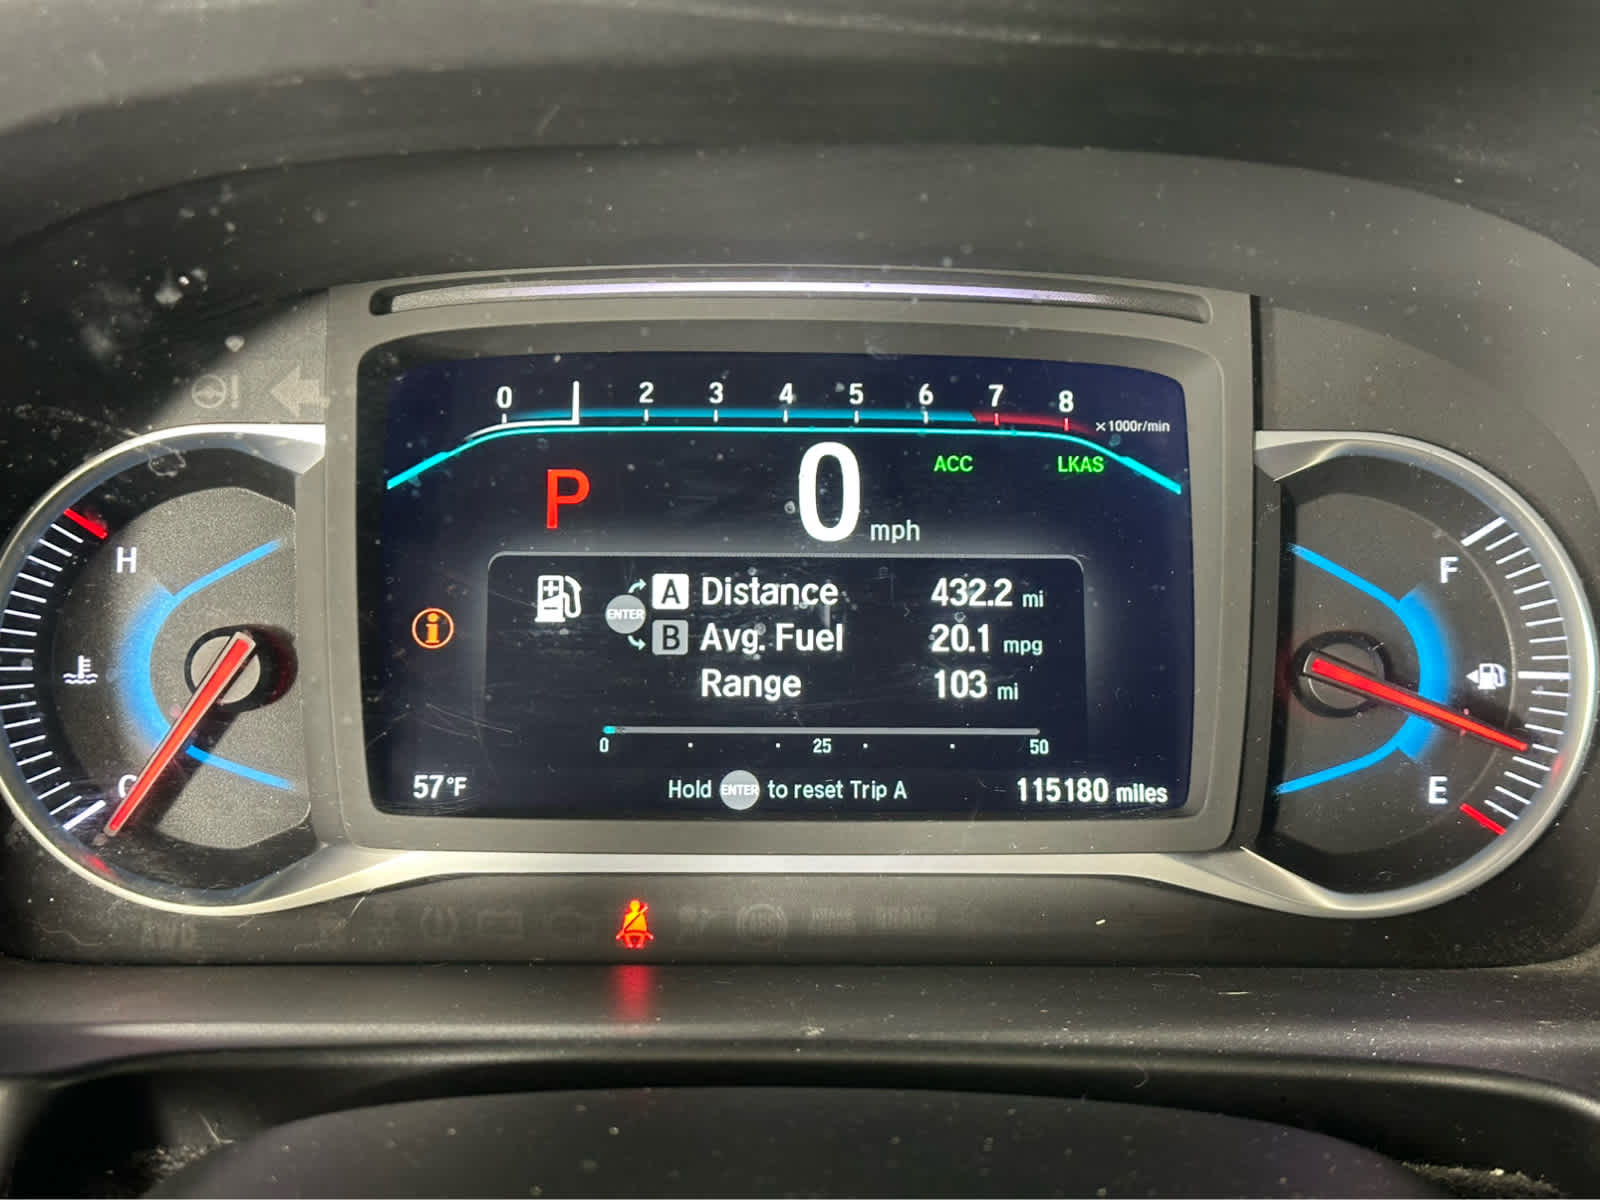 0 2 3 4 5 6 7 8
×1000r/min
ACC LKAS
P 0 mph
H
F
A Distance 432.2 mi
ENTER
B Avg. Fuel 20.1 mpg
Range 103 mi
i
0 25 50
C
E
57°F Hold ENTER to reset Trip A 115180 miles